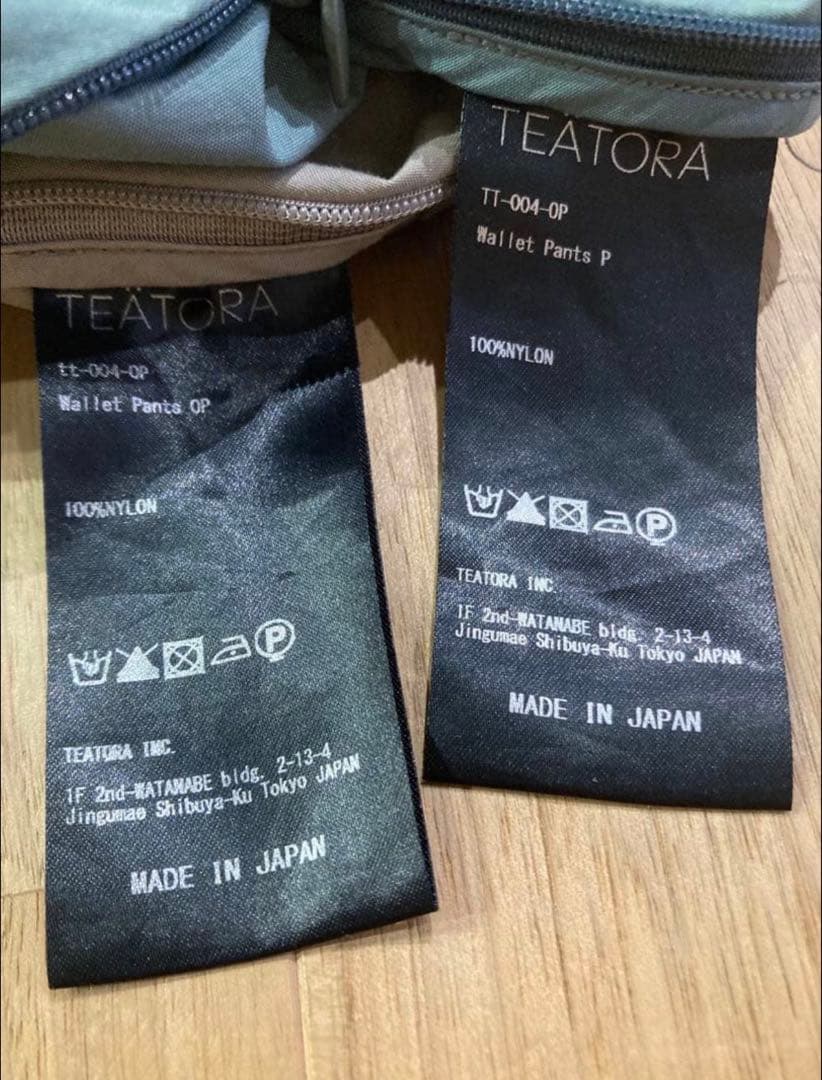 TEÄTORA
tt-004-OP
Wallet Pants OP
100%NYLON
P
TEATORA INC.
1F 2nd-WATANABE bldg. 2-13-4
Jingumae Shibuya-Ku Tokyo JAPAN
MADE IN JAPAN
TEÄTORA
TT-004-OP
Wallet Pants P
100%NYLON
P
TEATORA INC.
1F 2nd-WATANABE bldg. 2-13-4
Jingumae Shibuya-Ku Tokyo JAPAN
MADE IN JAPAN